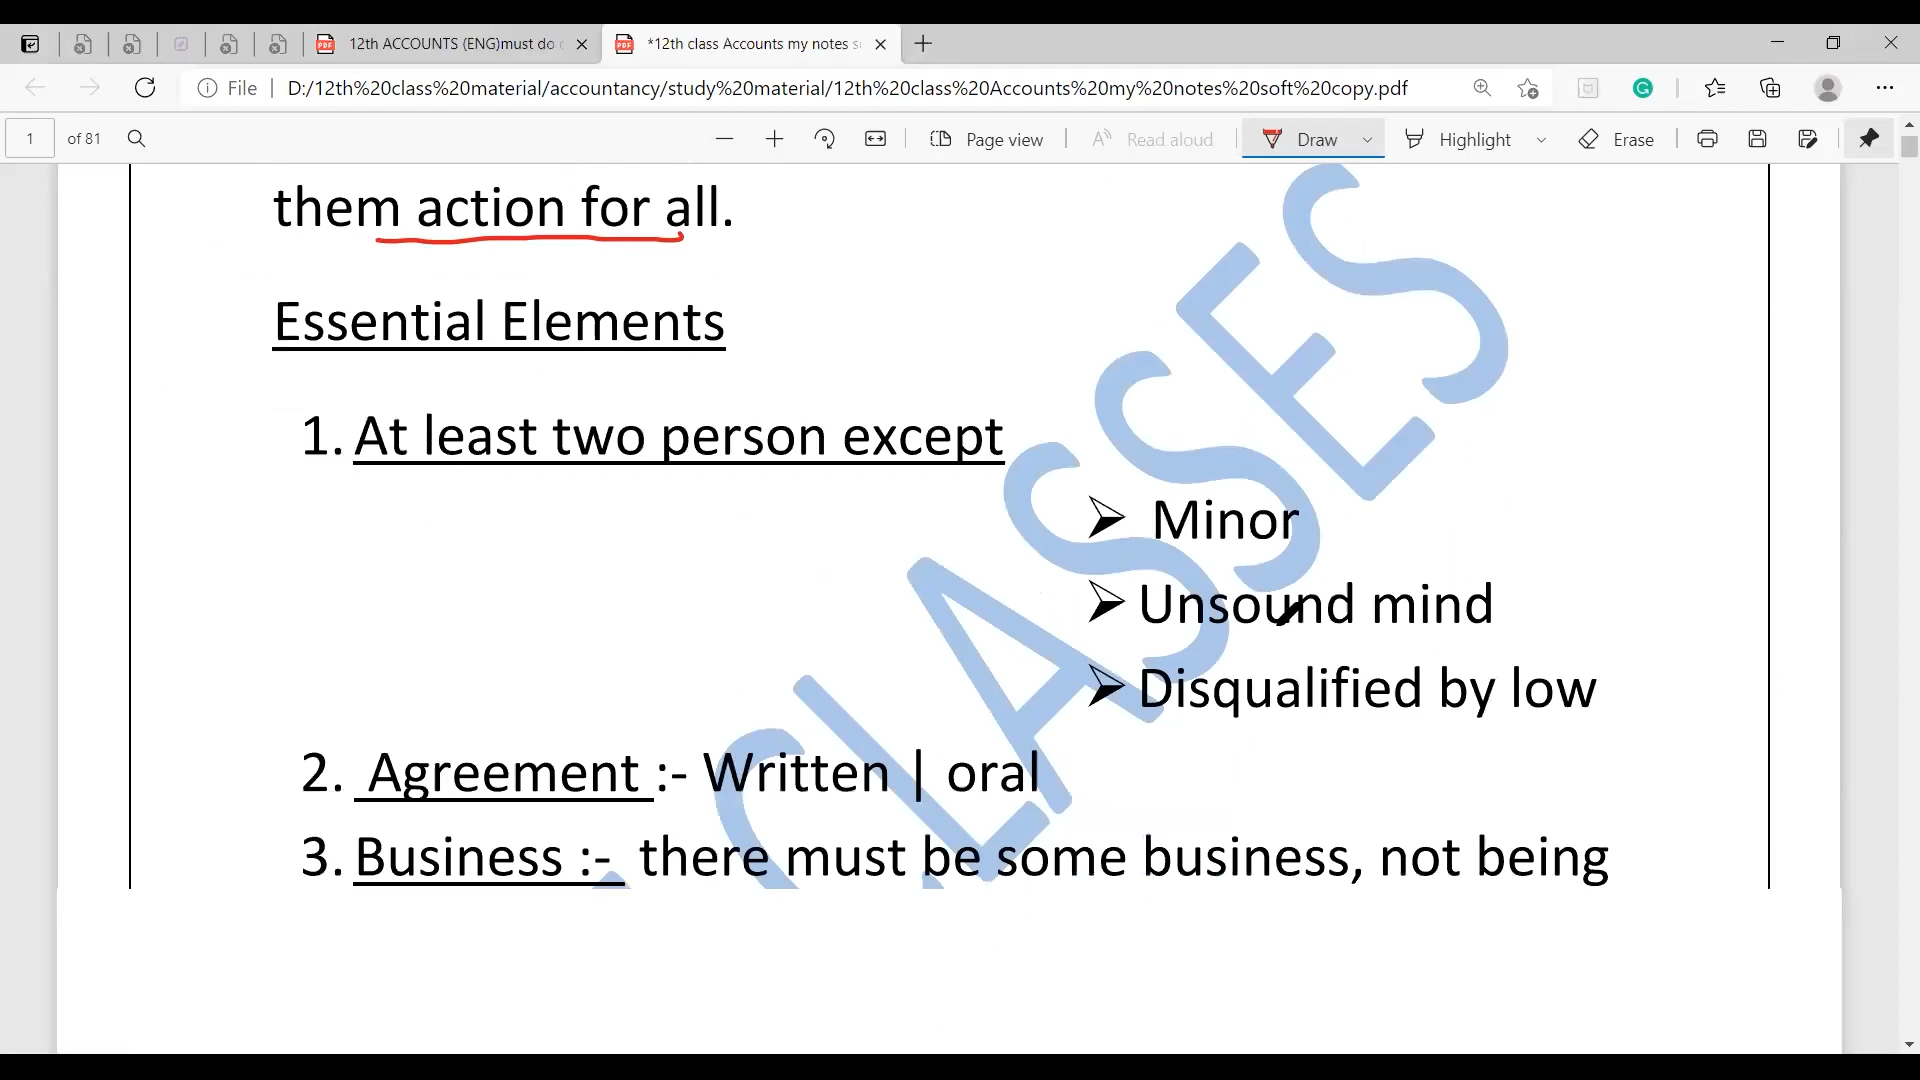 12th ACCOUNTS (ENG)must do
*12th class Accounts my notes s
File
D:/12th%20class%20material/accountancy/study%20material/12th%20class%20Accounts%20my%20notes%20soft%20copy.pdf
1 of 81
Page view
Read aloud
Draw
Highlight
Erase
them action for all.
Essential Elements
1. At least two person except
➢ Minor
➢ Unsound mind
➢ Disqualified by low
2. Agreement :- Written | oral
3. Business :- there must be some business, not being
CLASSES